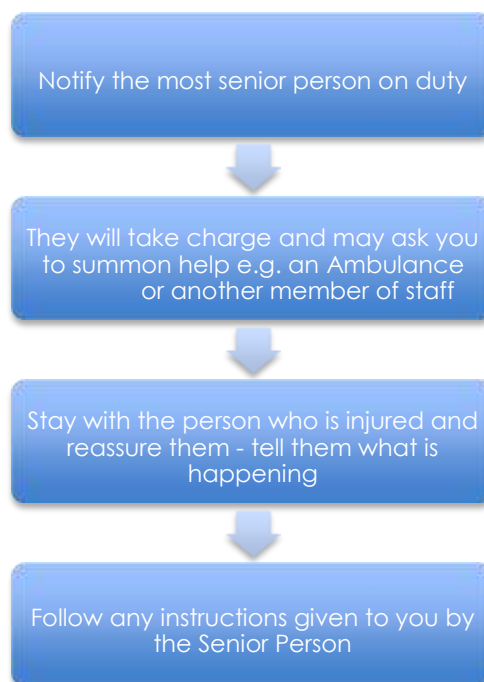 Notify the most senior person on duty
They will take charge and may ask you
to summon help e.g. an Ambulance
or another member of staff
Stay with the person who is injured and
reassure them - tell them what is
happening
Follow any instructions given to you by
the Senior Person